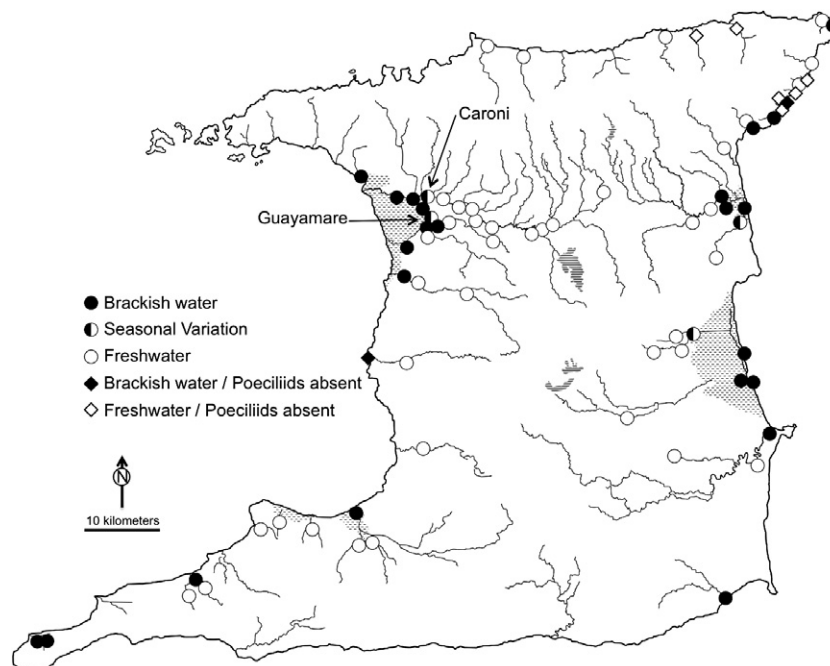 Caroni
Guayamare
Brackish water
Seasonal Variation
Freshwater
Brackish water / Poeciliids absent
Freshwater / Poeciliids absent
N
10 kilometers